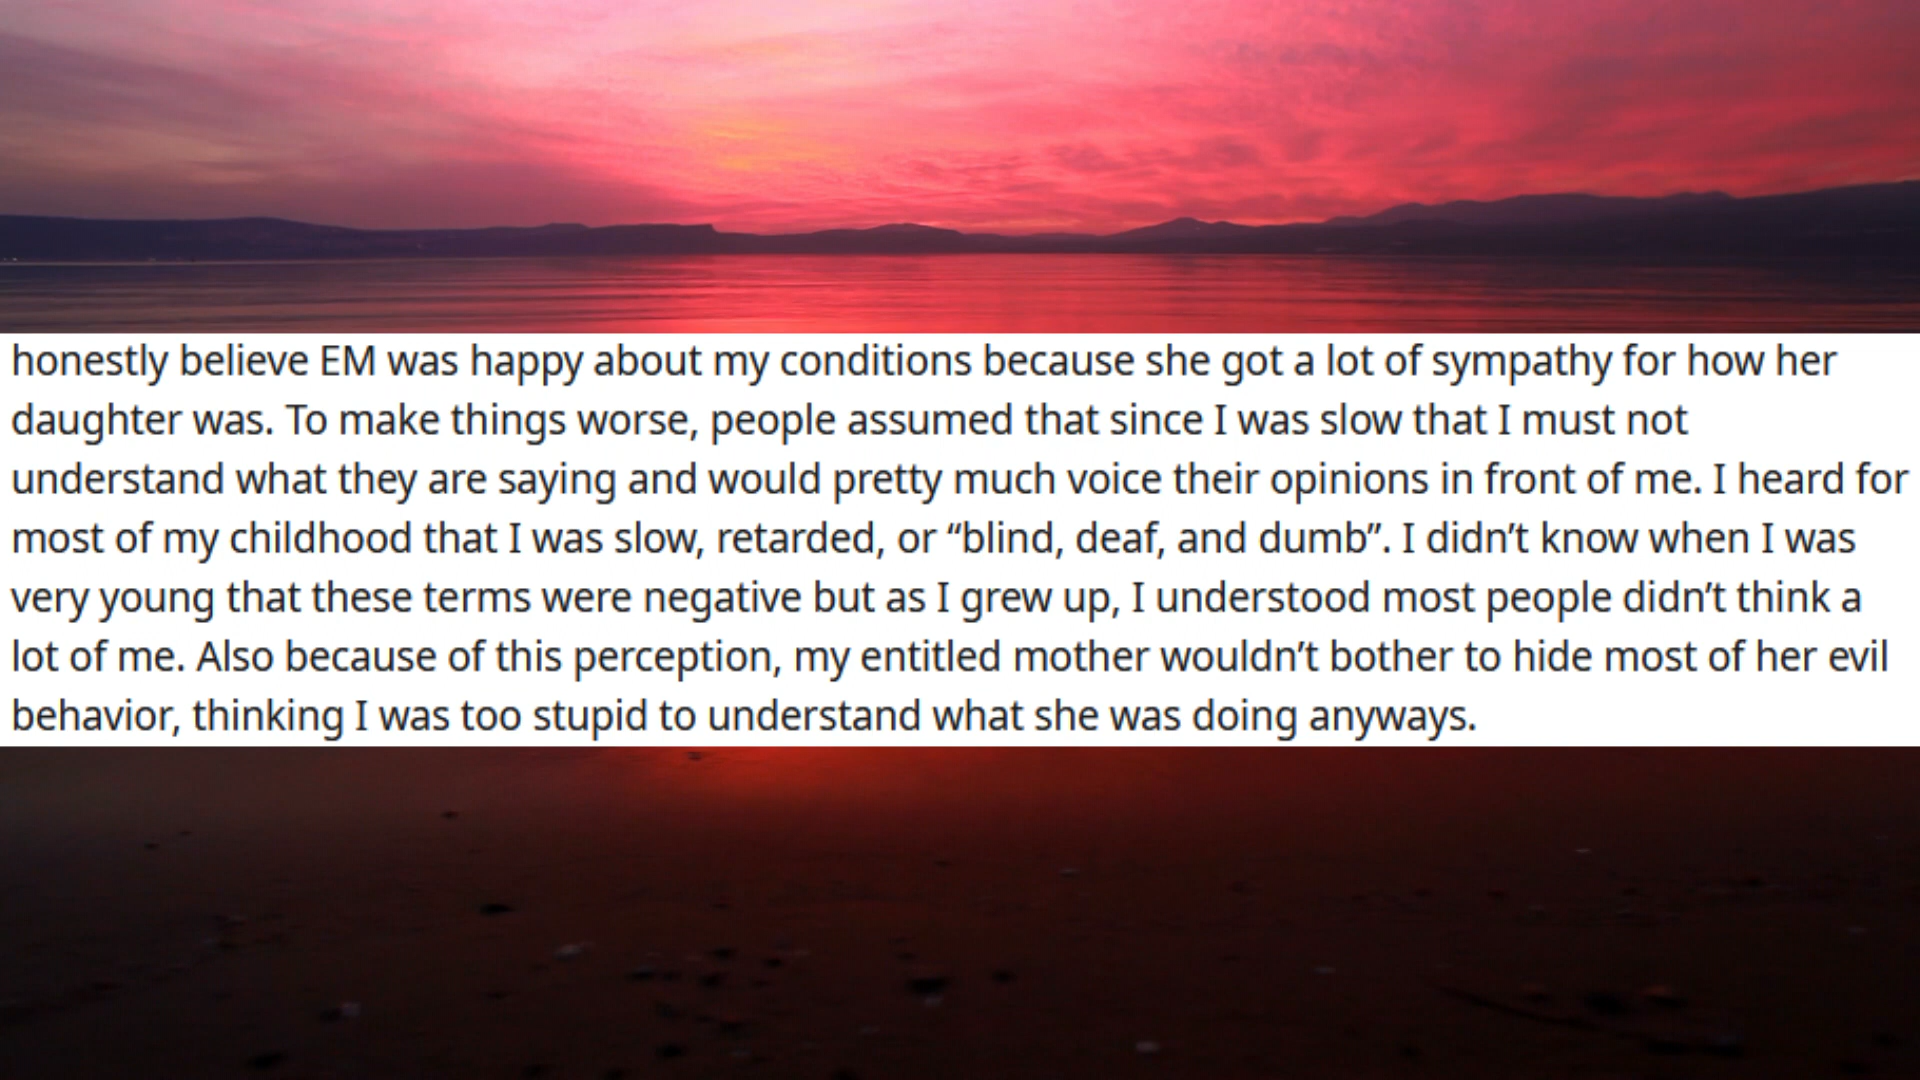 honestly believe EM was happy about my conditions because she got a lot of sympathy for how her
daughter was. To make things worse, people assumed that since I was slow that I must not
understand what they are saying and would pretty much voice their opinions in front of me. I heard for
most of my childhood that I was slow, retarded, or “blind, deaf, and dumb”. I didn’t know when I was
very young that these terms were negative but as I grew up, I understood most people didn’t think a
lot of me. Also because of this perception, my entitled mother wouldn’t bother to hide most of her evil
behavior, thinking I was too stupid to understand what she was doing anyways.